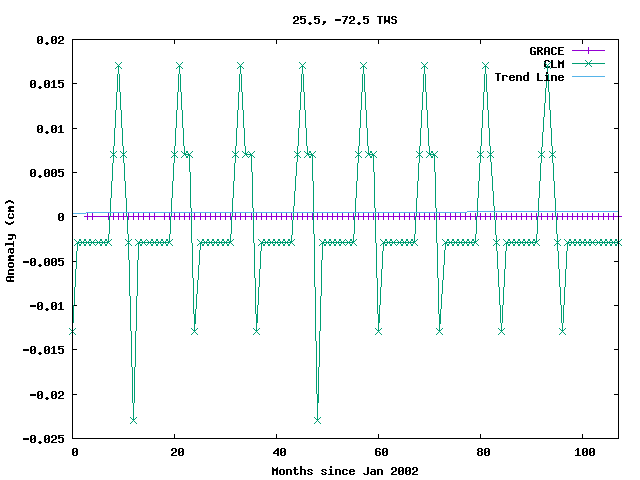 25.5, -72.5 TWS
GRACE
CLM
Trend Line
0.02
0.015
0.01
0.005
0
-0.005
-0.01
-0.015
-0.02
-0.025
Anomaly (cm)
0 20 40 60 80 100
Months since Jan 2002